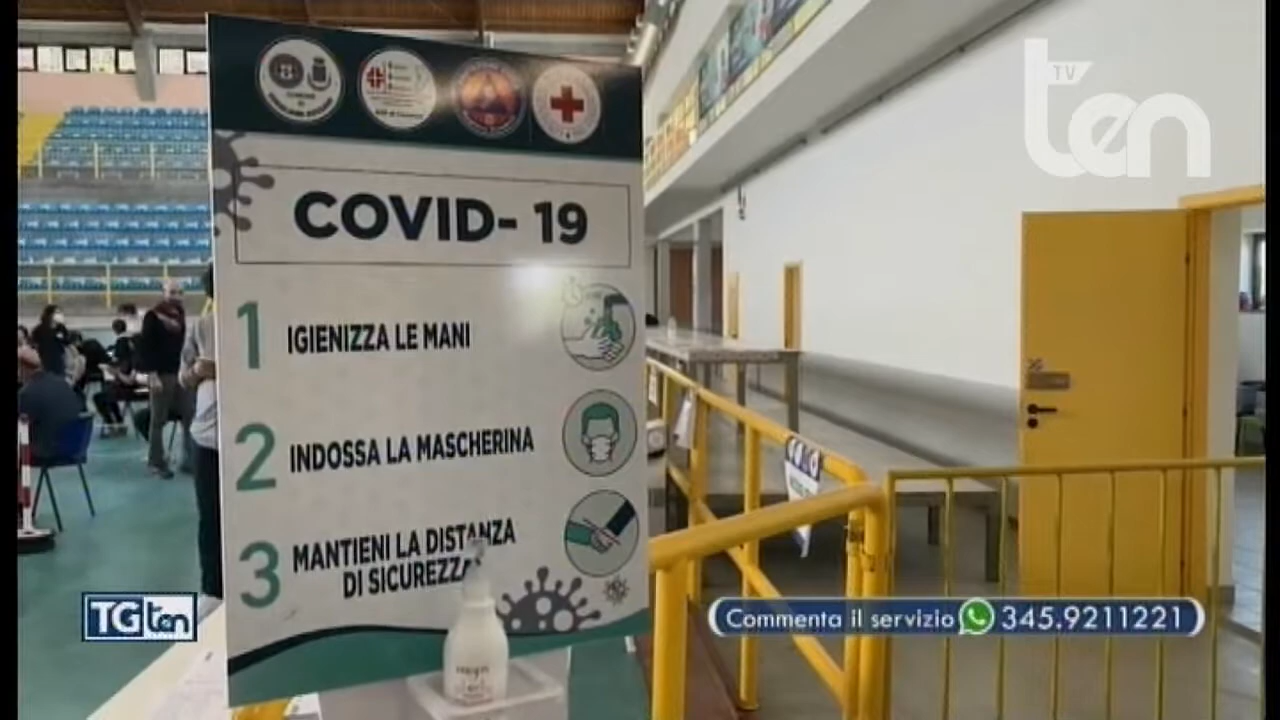 TV
ten
COVID- 19
1
IGIENIZZA LE MANI
2
INDOSSA LA MASCHERINA
3
MANTIENI LA DISTANZA
DI SICUREZZA
TG ten
Commenta il servizio 345.9211221